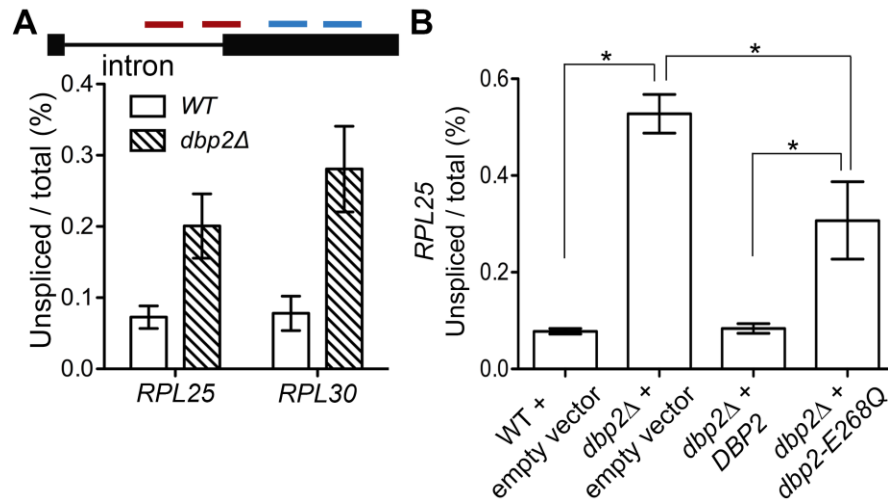 A
intron
Unspliced / total (%)
0.4
0.3
0.2
0.1
0.0
WT
dbp2Δ
RPL25
RPL30
B
RPL25
Unspliced / total (%)
0.6
0.4
0.2
0.0
*
*
*
WT +
empty vector
dbp2Δ +
empty vector
dbp2Δ +
DBP2
dbp2Δ +
dbp2-E268Q